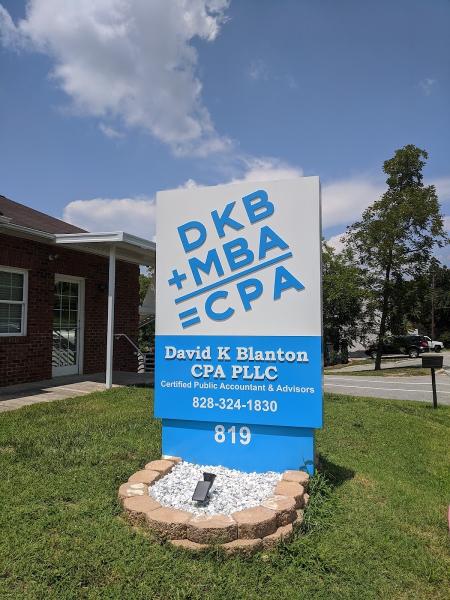 DKB
+MBA
=CPA
David K Blanton
CPA PLLC
Certified Public Accountant & Advisors
828-324-1830
819